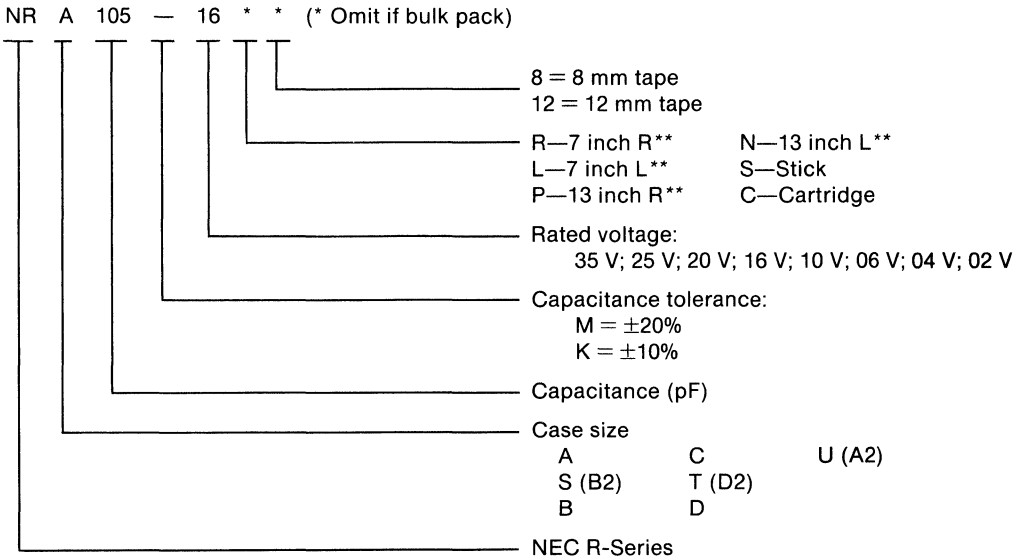 NR A 105 — 16 * * (* Omit if bulk pack)
8 = 8 mm tape
12 = 12 mm tape
R—7 inch R** N—13 inch L**
L—7 inch L** S—Stick
P—13 inch R** C—Cartridge
Rated voltage:
35 V; 25 V; 20 V; 16 V; 10 V; 06 V; 04 V; 02 V
Capacitance tolerance:
M = ±20%
K = ±10%
Capacitance (pF)
Case size
A C U (A2)
S (B2) T (D2)
B D
NEC R-Series